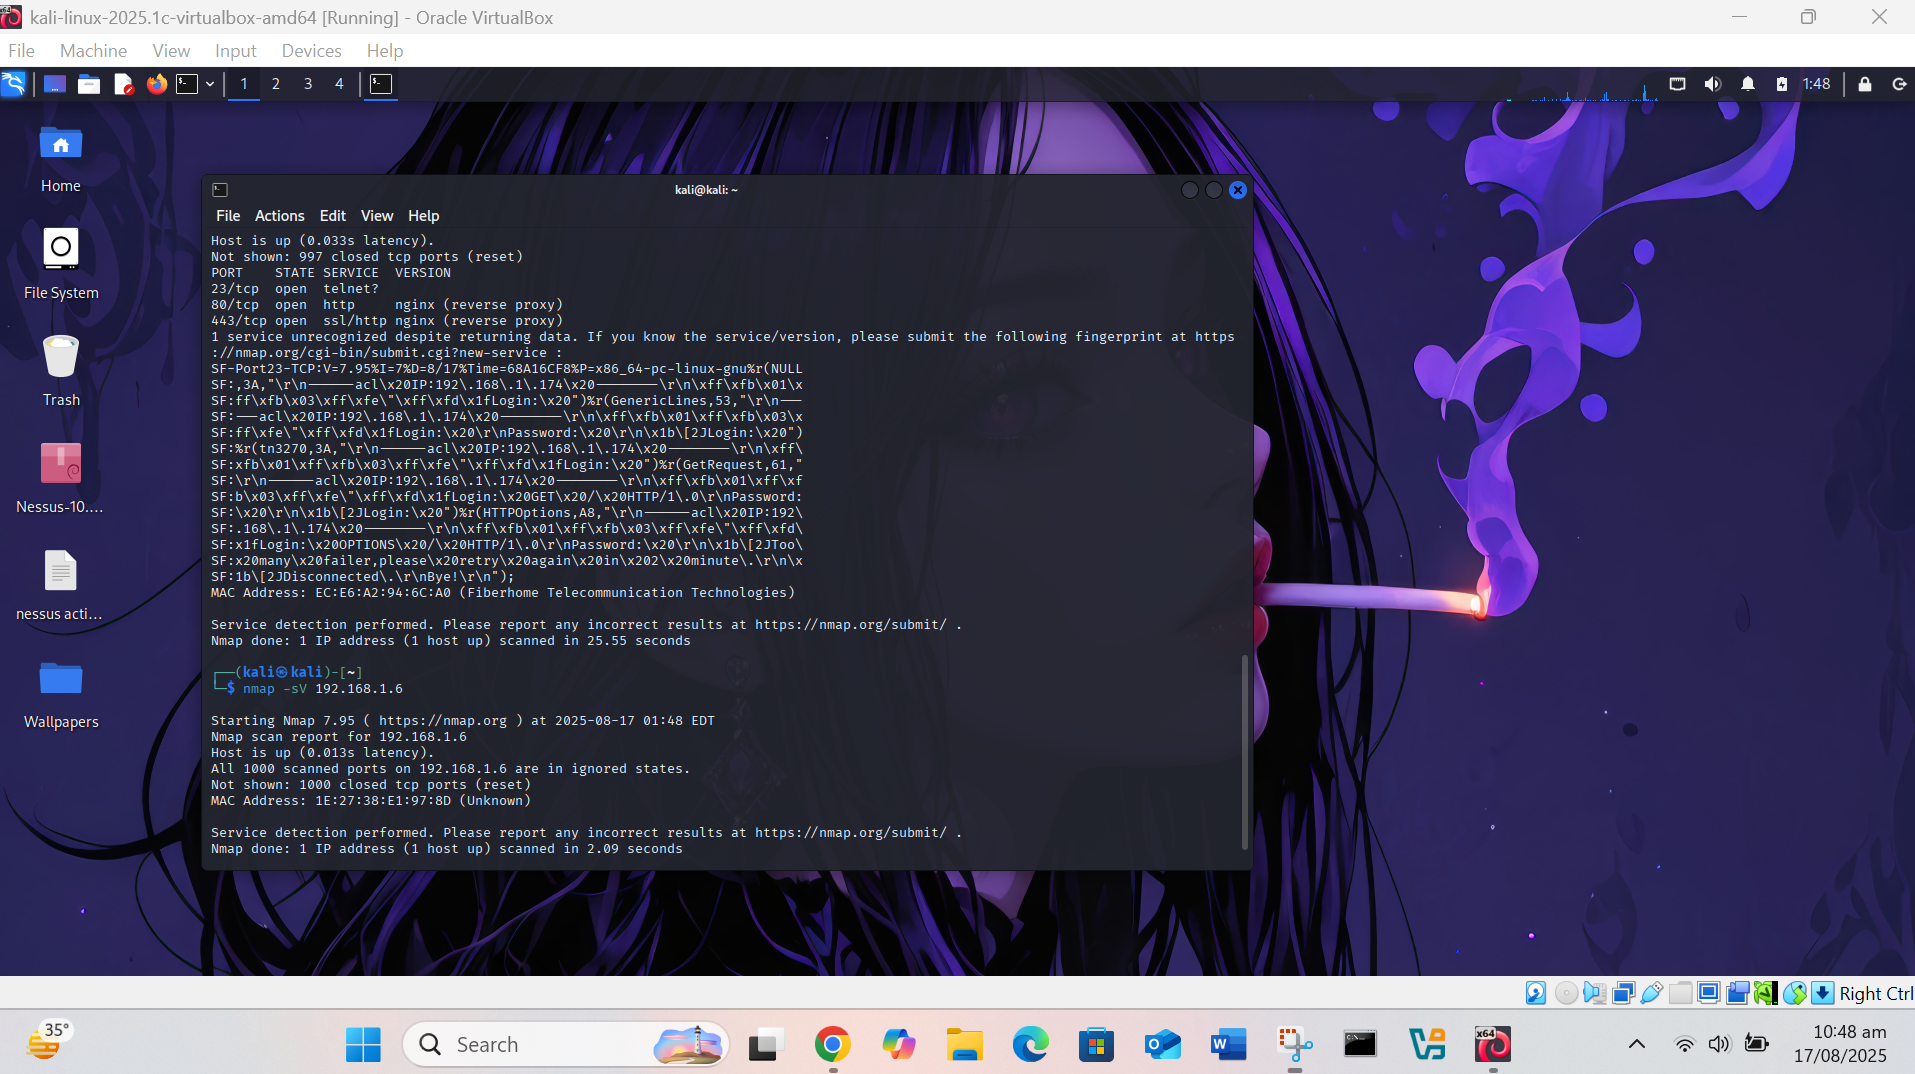 kali-linux-2025.1c-virtualbox-amd64 [Running] - Oracle VirtualBox
File Machine View Input Devices Help
1 2 3 4 1:48
Home
File System
Trash
Nessus-10....
nessus acti...
Wallpapers
kali@kali: ~
File Actions Edit View Help
Host is up (0.033s latency).
Not shown: 997 closed tcp ports (reset)
PORT STATE SERVICE VERSION
23/tcp open telnet?
80/tcp open http nginx (reverse proxy)
443/tcp open ssl/http nginx (reverse proxy)
1 service unrecognized despite returning data. If you know the service/version, please submit the following fingerprint at https
://nmap.org/cgi-bin/submit.cgi?new-service :
SF-Port23-TCP:V=7.95%I=7%D=8/17%Time=68A16CF8%P=x86_64-pc-linux-gnu%r(NULL
SF:,3A,"\r\n------acl\x20IP:192\.168\.1\.174\x20--------\r\n\xff\xfb\x01\x
SF:ff\xfb\x03\xff\xfe\"\xff\xfd\x1fLogin:\x20")%r(GenericLines,53,"\r\n---
SF:---acl\x20IP:192\.168\.1\.174\x20--------\r\n\xff\xfb\x01\xff\xfb\x03\x
SF:ff\xfe\"\xff\xfd\x1fLogin:\x20\r\nPassword:\x20\r\n\x1b\[2JLogin:\x20")
SF:%r(tn3270,3A,"\r\n------acl\x20IP:192\.168\.1\.174\x20--------\r\n\xff\
SF:xfb\x01\xff\xfb\x03\xff\xfe\"\xff\xfd\x1fLogin:\x20")%r(GetRequest,61,"
SF:\r\n------acl\x20IP:192\.168\.1\.174\x20--------\r\n\xff\xfb\x01\xff\xf
SF:b\x03\xff\xfe\"\xff\xfd\x1fLogin:\x20GET\x20/\x20HTTP/1\.0\r\nPassword:
SF:\x20\r\n\x1b\[2JLogin:\x20")%r(HTTPOptions,A8,"\r\n------acl\x20IP:192\
SF:.168\.1\.174\x20--------\r\n\xff\xfb\x01\xff\xfb\x03\xff\xfe\"\xff\xfd\
SF:x1fLogin:\x20OPTIONS\x20/\x20HTTP/1\.0\r\nPassword:\x20\r\n\x1b\[2JToo\
SF:x20many\x20failer,please\x20retry\x20again\x20in\x202\x20minute\.\r\n\x
SF:1b\[2JDisconnected\.\r\nBye!\r\n");
MAC Address: EC:E6:A2:94:6C:A0 (Fiberhome Telecommunication Technologies)
Service detection performed. Please report any incorrect results at https://nmap.org/submit/ .
Nmap done: 1 IP address (1 host up) scanned in 25.55 seconds
┌──(kali㉿kali)-[~]
└─$ nmap -sV 192.168.1.6
Starting Nmap 7.95 ( https://nmap.org ) at 2025-08-17 01:48 EDT
Nmap scan report for 192.168.1.6
Host is up (0.013s latency).
All 1000 scanned ports on 192.168.1.6 are in ignored states.
Not shown: 1000 closed tcp ports (reset)
MAC Address: 1E:27:38:E1:97:8D (Unknown)
Service detection performed. Please report any incorrect results at https://nmap.org/submit/ .
Nmap done: 1 IP address (1 host up) scanned in 2.09 seconds
Right Ctrl
35°
Search
x64
10:48 am
17/08/2025